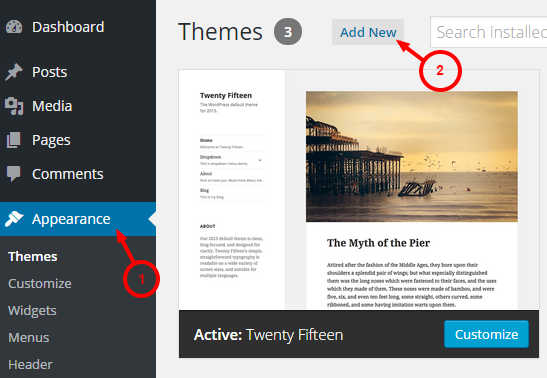 Dashboard
Posts
Media
Pages
Comments
Appearance
Themes
Customize
Widgets
Menus
Header
1
Themes 3 Add New Search installed
2
Twenty Fifteen
The WordPress default theme
for 2015.
Home
Welcome to Twenty Fifteen.
Dropdown
This is dropdown menu demo.
About
Nice to meet you. Read more about me.
Blog
This is my blog.
ABOUT
Our 2015 default theme is clean,
blog-focused, and designed for
clarity. Twenty Fifteen's simple,
straightforward typography is
readable on a wide variety of
screen sizes, and suitable for
multiple languages.
The Myth of the Pier
Attired after the fashion of the Middle Ages, they bore upon their
shoulders a splendid pair of wings; but what especially distinguished
them was the long noses which were fastened to their faces, and the uses
which they made of them. These noses were made of bamboo, and were
five, six, and even ten feet long, some straight, others curved, some
ribboned, and some having imitation warts upon them.
Active: Twenty Fifteen Customize